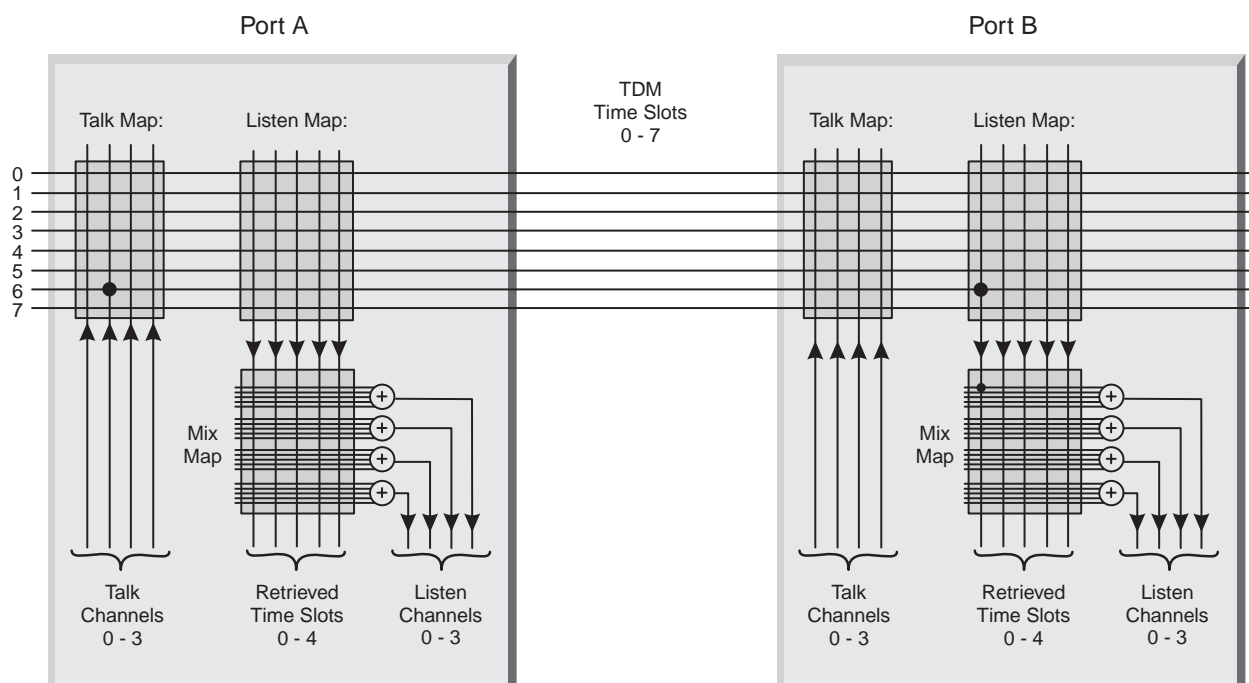 Port A
Port B
TDM
Time Slots
0 - 7
Talk Map:
Listen Map:
Talk Map:
Listen Map:
0
1
2
3
4
5
6
7
+
+
+
+
Mix
Map
+
+
+
+
Mix
Map
Talk
Channels
0 - 3
Retrieved
Time Slots
0 - 4
Listen
Channels
0 - 3
Talk
Channels
0 - 3
Retrieved
Time Slots
0 - 4
Listen
Channels
0 - 3